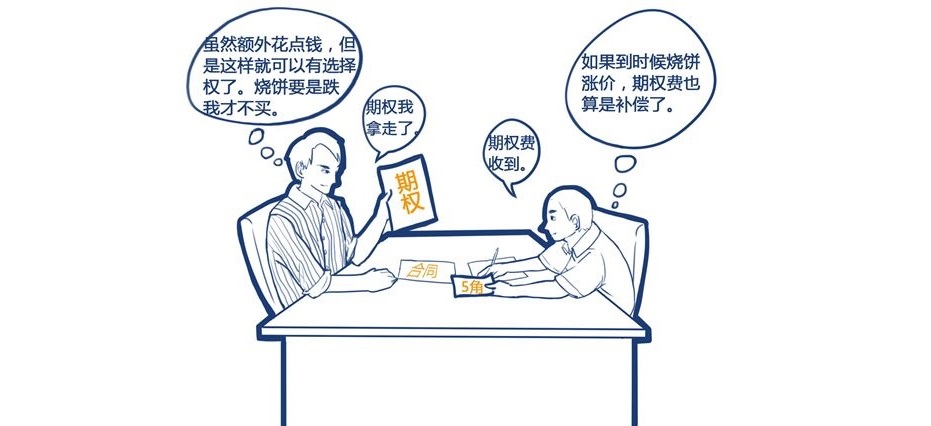 虽然额外花点钱，但
是这样就可以有选择
权了。烧饼要是跌
我才不买。
期权我
拿走了。
期权
期权费
收到。
如果到时候烧饼
涨价，期权费也
算是补偿了。
合同
5角